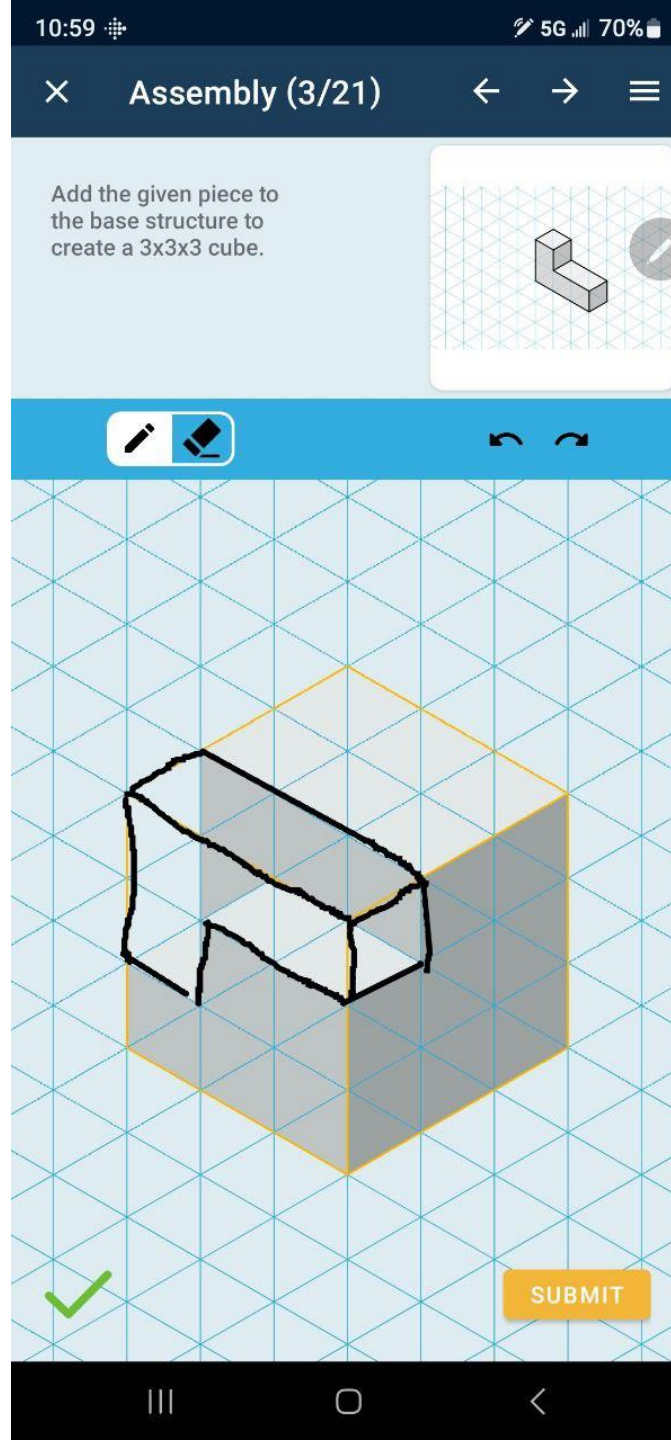 10:59 5G 70%
Assembly (3/21)
Add the given piece to
the base structure to
create a 3x3x3 cube.
SUBMIT